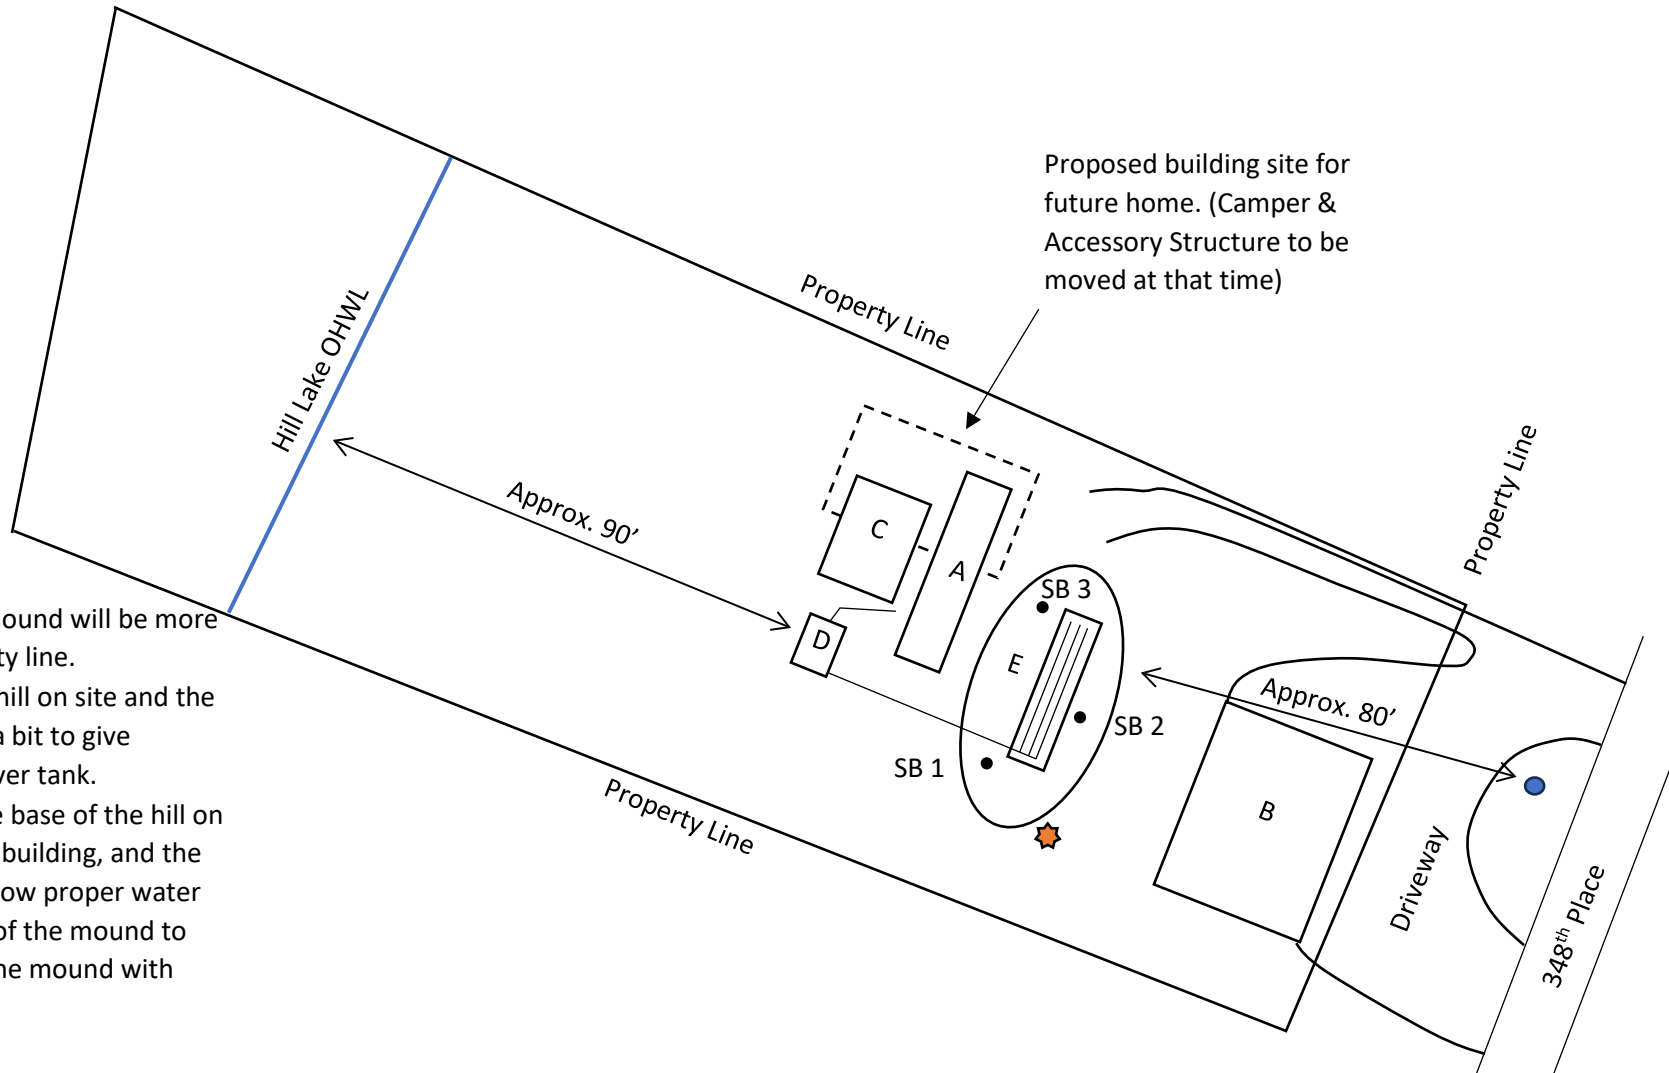 Proposed building site for
future home. (Camper &
Accessory Structure to be
moved at that time)
Property Line
Property Line
Hill Lake OHWL
Approx. 90’
C
A
D
SB 3
E
SB 2
SB 1
Approx. 80’
B
Property Line
Driveway
348th Place
ound will be more
ty line.
hill on site and the
a bit to give
ver tank.
e base of the hill on
building, and the
low proper water
of the mound to
he mound with